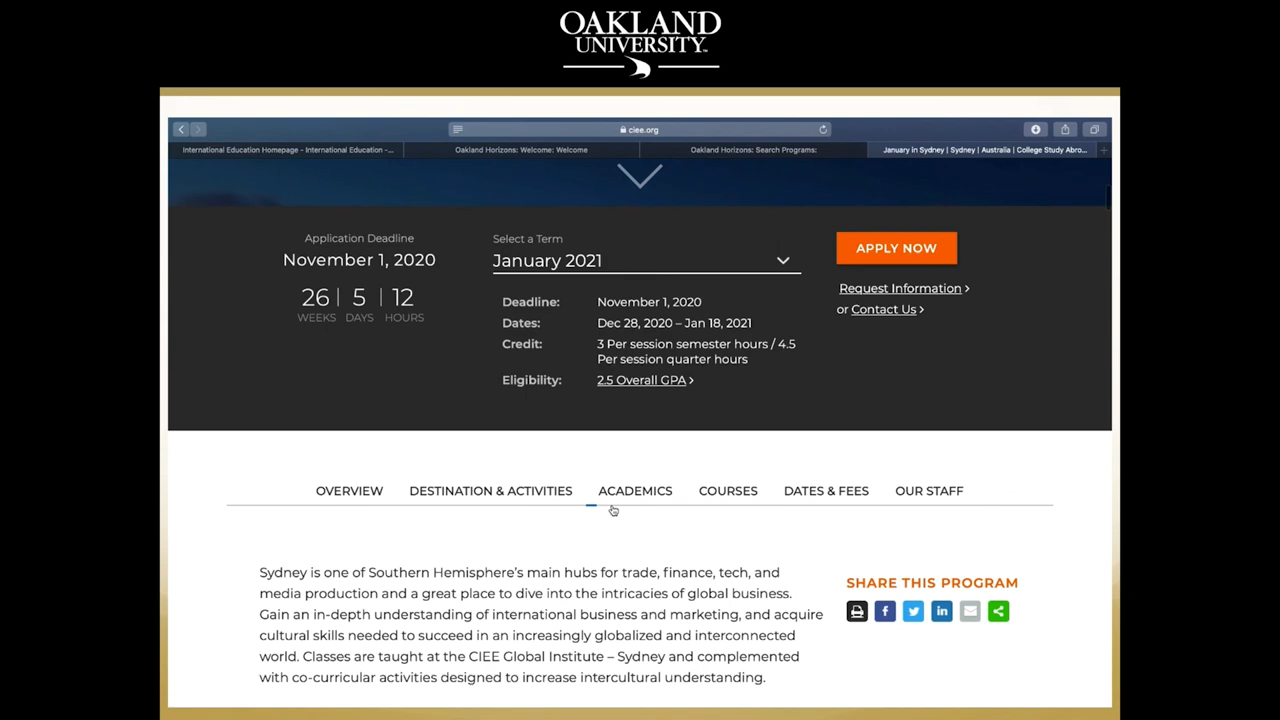 OAKLAND
UNIVERSITY™
ciee.org
International Education Homepage - International Education -...
Oakland Horizons: Welcome: Welcome
Oakland Horizons: Search Programs:
January in Sydney | Sydney | Australia | College Study Abro...
Application Deadline
November 1, 2020
26 | 5 | 12
WEEKS DAYS HOURS
Select a Term
January 2021
Deadline: November 1, 2020
Dates: Dec 28, 2020 – Jan 18, 2021
Credit: 3 Per session semester hours / 4.5
Per session quarter hours
Eligibility: 2.5 Overall GPA >
APPLY NOW
Request Information >
or Contact Us >
OVERVIEW DESTINATION & ACTIVITIES ACADEMICS COURSES DATES & FEES OUR STAFF
Sydney is one of Southern Hemisphere's main hubs for trade, finance, tech, and
media production and a great place to dive into the intricacies of global business.
Gain an in-depth understanding of international business and marketing, and acquire
cultural skills needed to succeed in an increasingly globalized and interconnected
world. Classes are taught at the CIEE Global Institute – Sydney and complemented
with co-curricular activities designed to increase intercultural understanding.
SHARE THIS PROGRAM